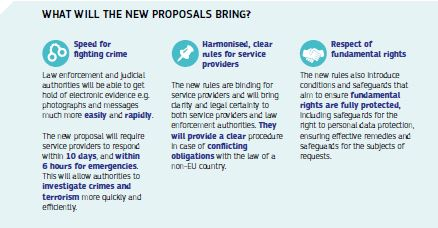 WHAT WILL THE NEW PROPOSALS BRING?
Speed for
fighting crime
Law enforcement and judicial
authorities will be able to get
hold of electronic evidence e.g.
photographs and messages
much more easily and rapidly.
The new proposal will require
service providers to respond
within 10 days, and within
6 hours for emergencies.
This will allow authorities to
investigate crimes and
terrorism more quickly and
efficiently.
Harmonised, clear
rules for service
providers
The new rules are binding for
service providers and will bring
clarity and legal certainty to
both service providers and law
enforcement authorities. They
will provide a clear procedure
in case of conflicting
obligations with the law of a
non-EU country.
Respect of
fundamental rights
The new rules also introduce
conditions and safeguards that
aim to ensure fundamental
rights are fully protected,
including safeguards for the
right to personal data protection,
ensuring effective remedies and
safeguards for the subjects of
requests.